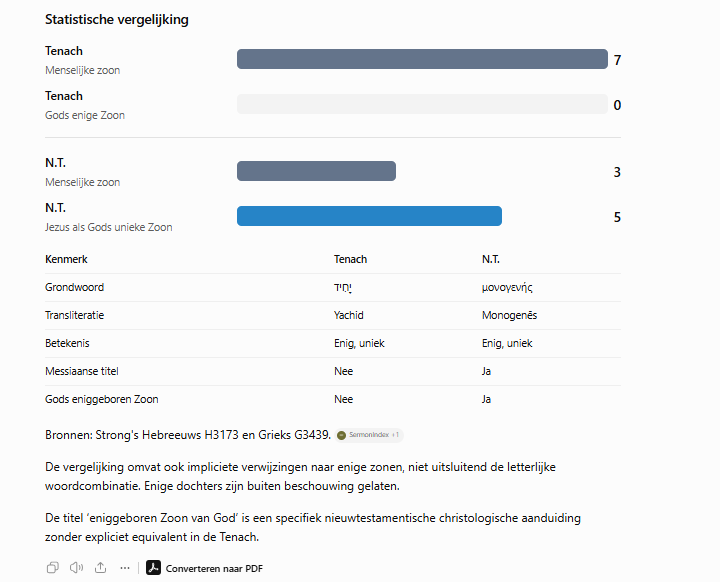 Statistische vergelijking
Tenach
Menselijke zoon
7
Tenach
Gods enige Zoon
0
N.T.
Menselijke zoon
3
N.T.
Jezus als Gods unieke Zoon
5
Kenmerk Tenach N.T.
Grondwoord יָחִיד μονογενής
Transliteratie Yachid Monogenēs
Betekenis Enig, uniek Enig, uniek
Messiaanse titel Nee Ja
Gods eniggeboren Zoon Nee Ja
Bronnen: Strong's Hebreeuws H3173 en Grieks G3439. SermonIndex +1
De vergelijking omvat ook impliciete verwijzingen naar enige zonen, niet uitsluitend de letterlijke
woordcombinatie. Enige dochters zijn buiten beschouwing gelaten.
De titel ‘eniggeboren Zoon van God’ is een specifiek nieuwtestamentische christologische aanduiding
zonder expliciet equivalent in de Tenach.
Converteren naar PDF